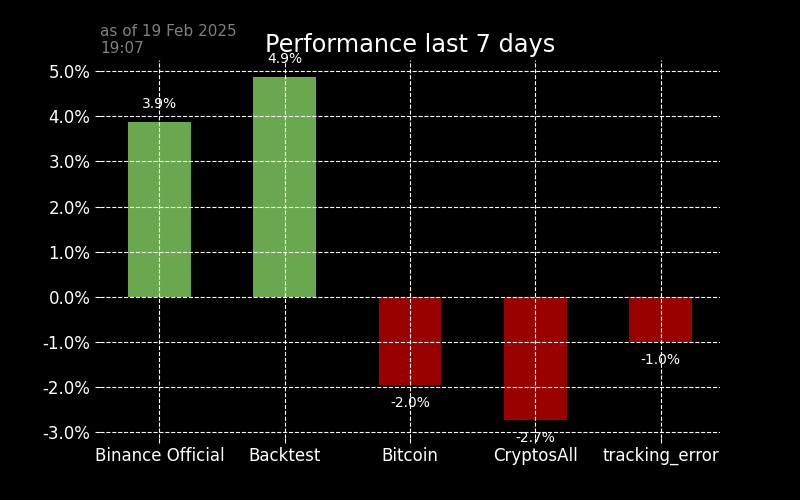 as of 19 Feb 2025
19:07
Performance last 7 days
5.0%
4.0%
3.0%
2.0%
1.0%
0.0%
-1.0%
-2.0%
-3.0%
3.9%
4.9%
-2.0%
-2.7%
-1.0%
Binance Official
Backtest
Bitcoin
CryptosAll
tracking_error